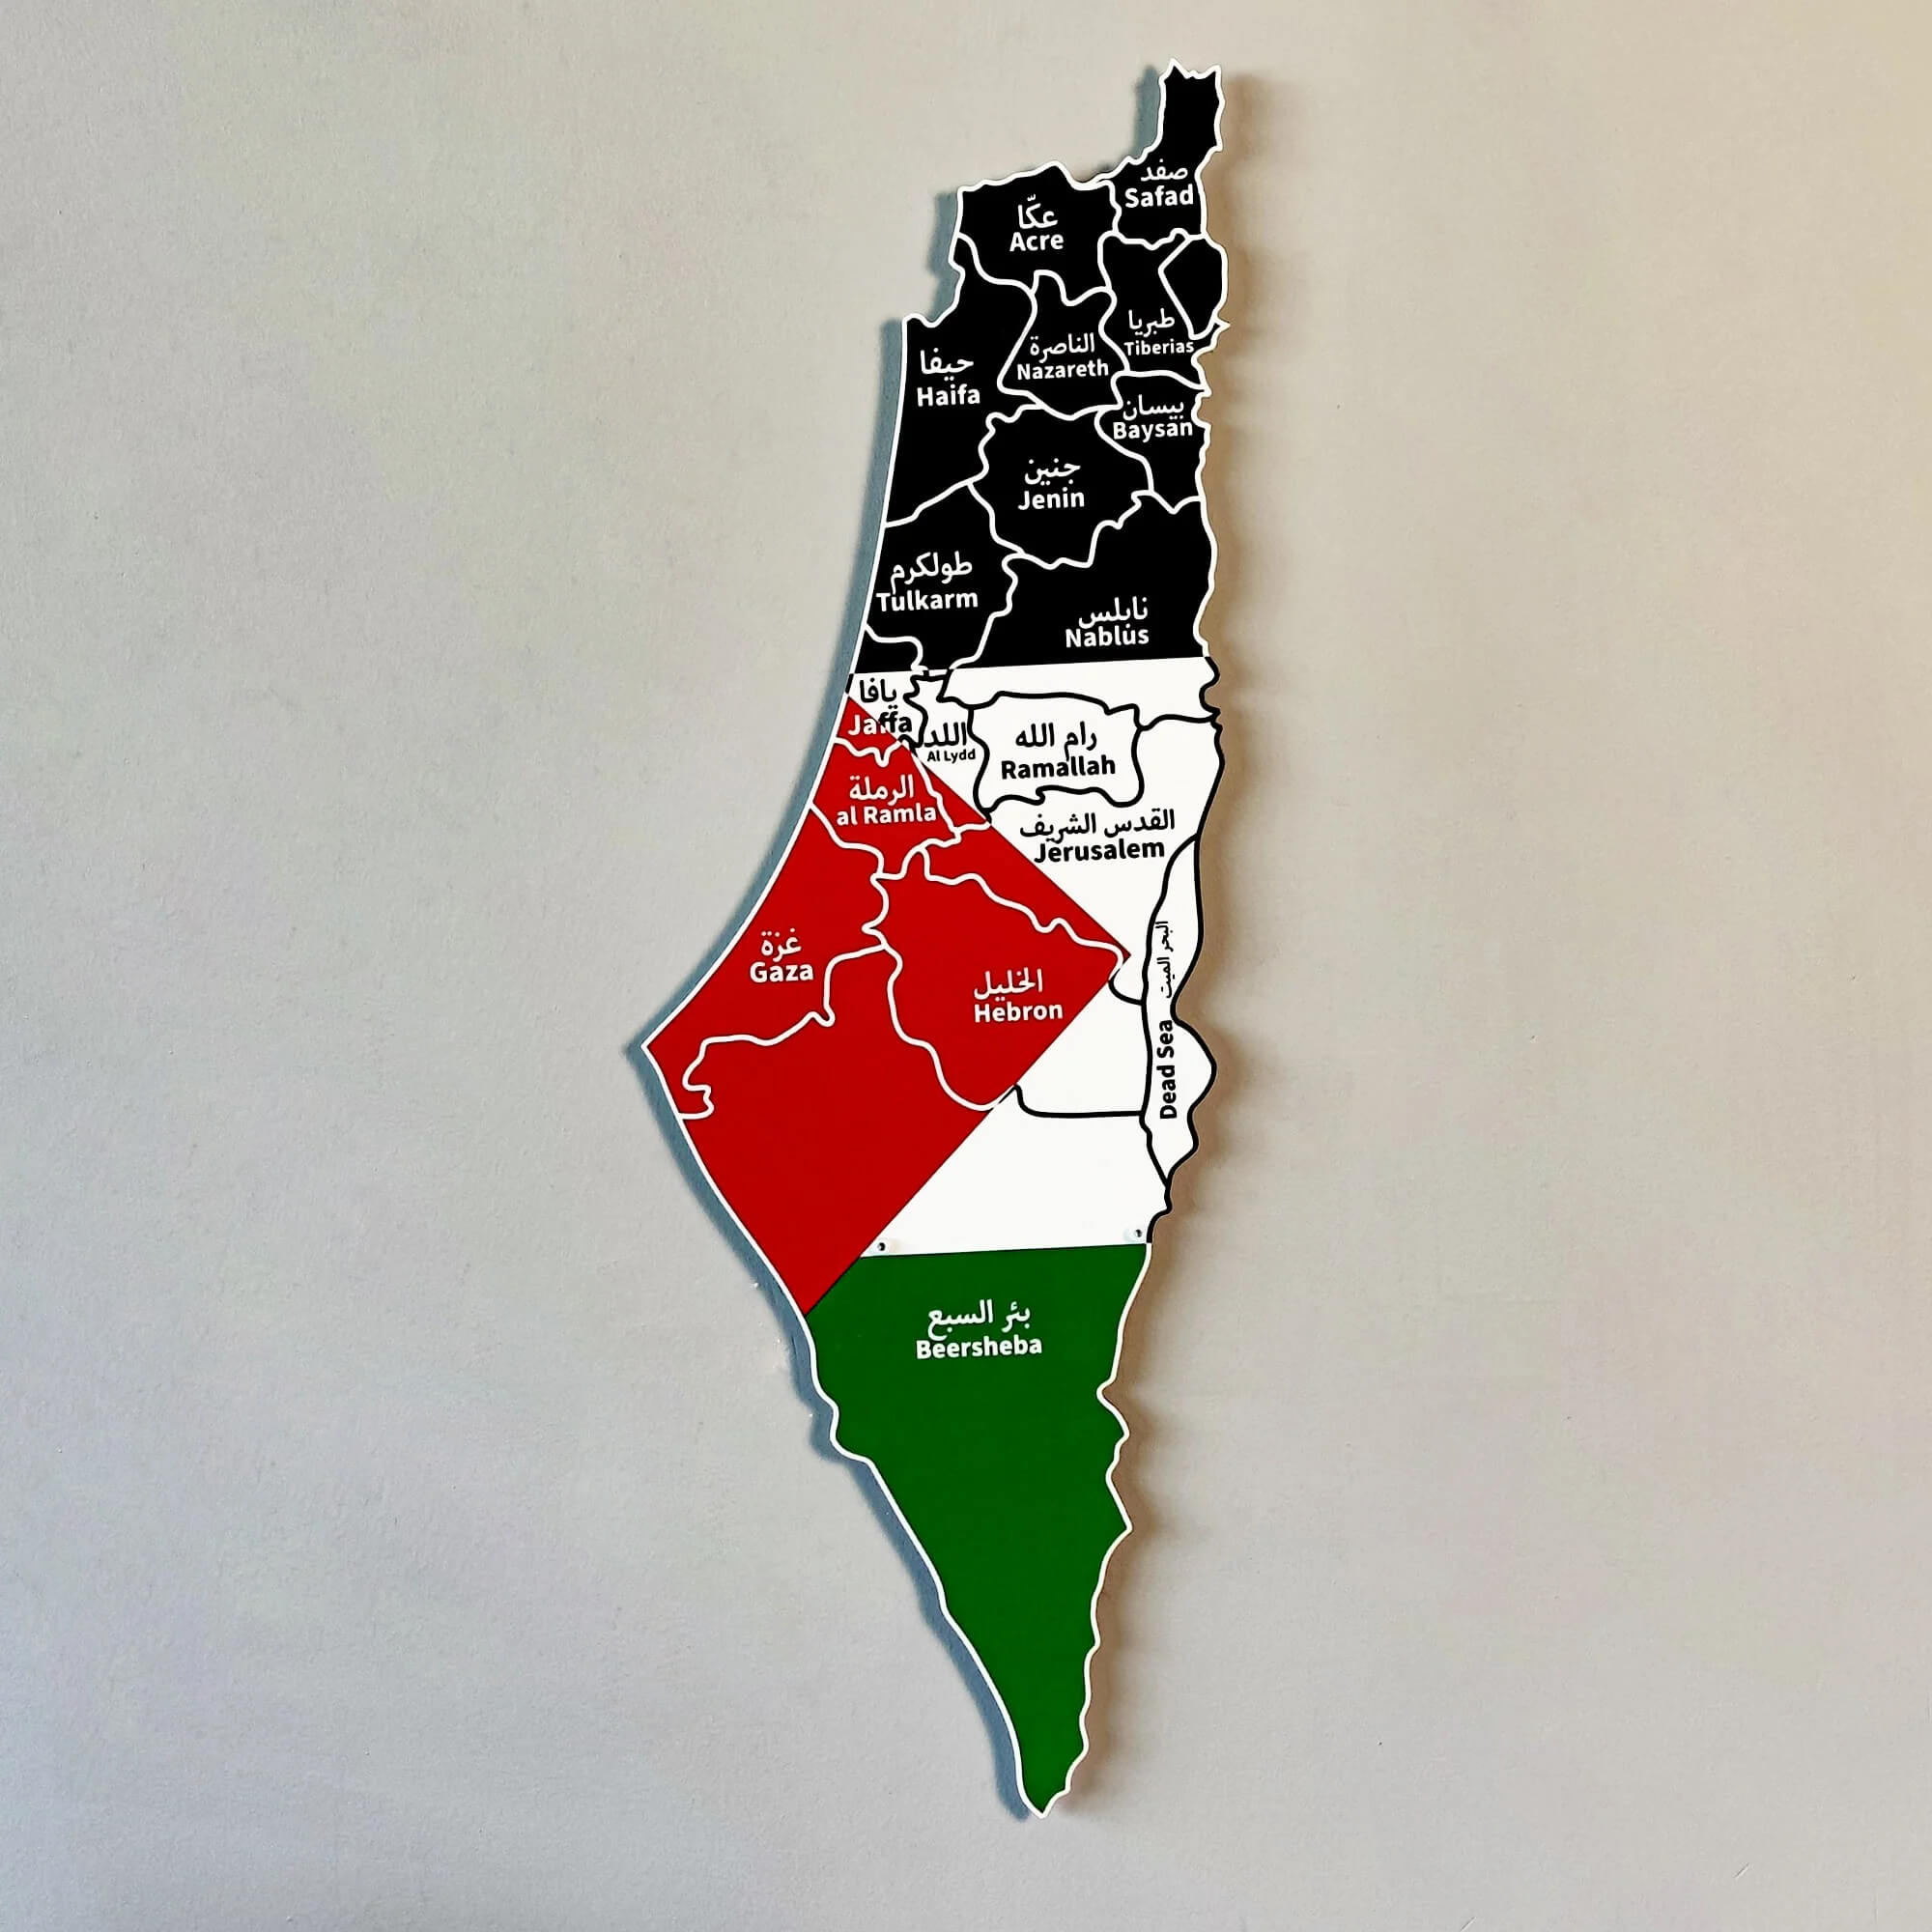 صفد
Safad
عكّا
Acre
طبريا
Tiberias
الناصرة
Nazareth
حيفا
Haifa
بيسان
Baysan
جنين
Jenin
طولكرم
Tulkarm
نابلس
Nablus
يافا
Jaffa
اللد
Al Lydd
رام الله
Ramallah
الرملة
al Ramla
القدس الشريف
Jerusalem
غزة
Gaza
الخليل
Hebron
البحر الميت
Dead Sea
بئر السبع
Beersheba